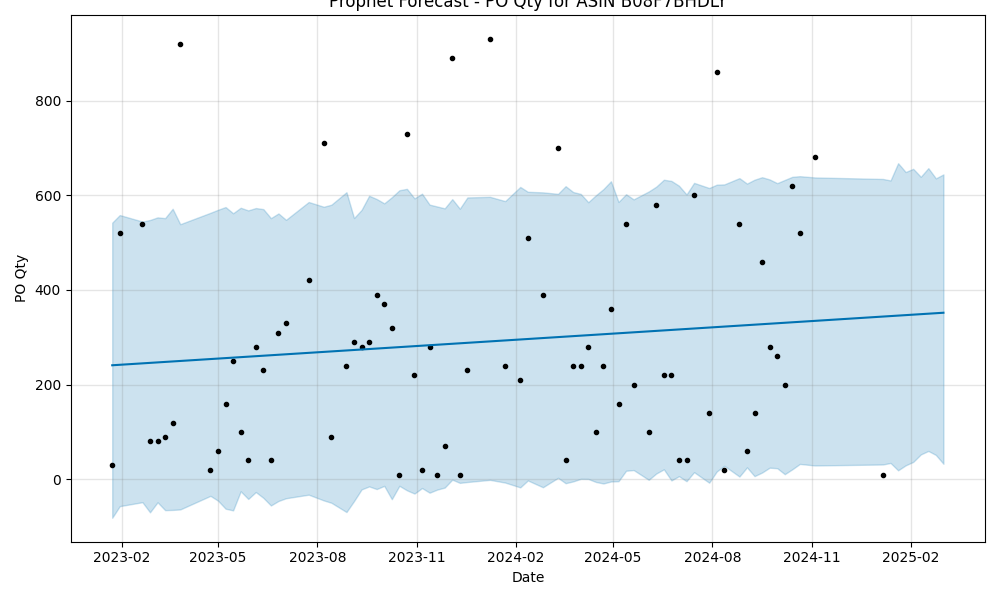 Prophet Forecast - PO Qty for ASIN B08F7BHDLY
PO Qty
800
600
400
200
0
2023-02 2023-05 2023-08 2023-11 2024-02 2024-05 2024-08 2024-11 2025-02
Date